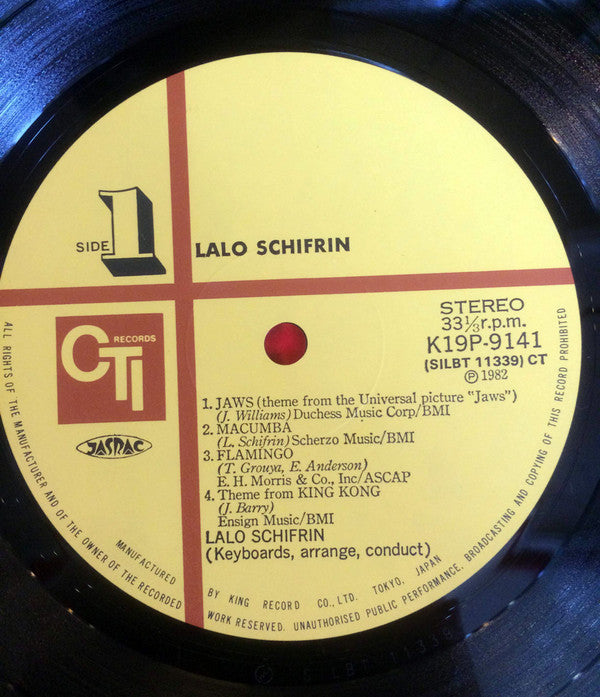 SIDE 1
LALO SCHIFRIN
CTI RECORDS
JASRAC
STEREO
33⅓r.p.m.
K19P-9141
(SILBT 11339) CT
Ⓟ 1982
1. JAWS (theme from the Universal picture "Jaws")
(J. Williams) Duchess Music Corp/BMI
2. MACUMBA
(L. Schifrin) Scherzo Music/BMI
3. FLAMINGO
(T. Grouya, E. Anderson)
E. H. Morris & Co., Inc/ASCAP
4. Theme from KING KONG
(J. Barry)
Ensign Music/BMI
LALO SCHIFRIN
(Keyboards, arrange, conduct)
MANUFACTURED BY KING RECORD CO., LTD. TOKYO, JAPAN
ALL RIGHTS OF THE MANUFACTURER AND OF THE OWNER OF THE RECORDED WORK RESERVED. UNAUTHORISED PUBLIC PERFORMANCE, BROADCASTING AND COPYING OF THIS RECORD PROHIBITED